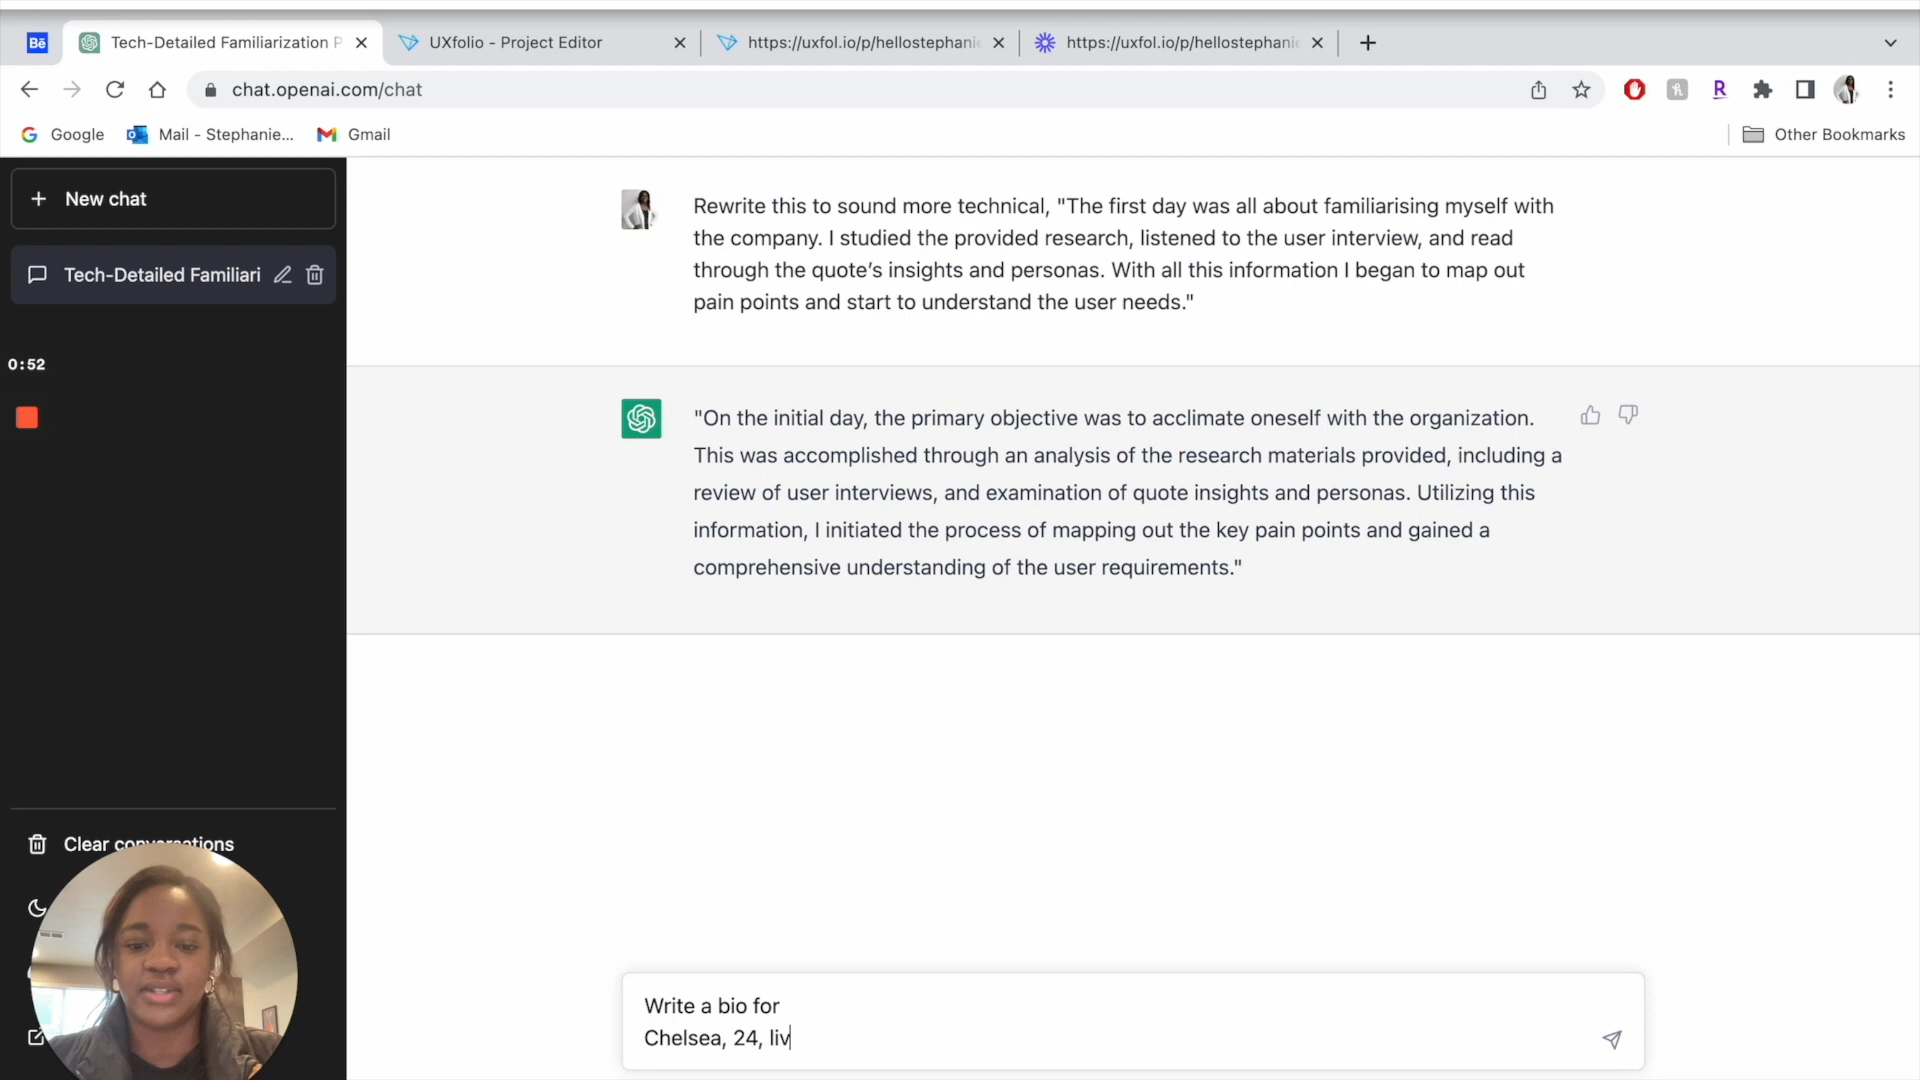 Bē
Tech-Detailed Familiarization P
UXfolio - Project Editor
https://uxfol.io/p/hellostephanie
https://uxfol.io/p/hellostephanie
chat.openai.com/chat
R
Google
Mail - Stephanie...
Gmail
Other Bookmarks
New chat
Tech-Detailed Familiari
0:52
Rewrite this to sound more technical, "The first day was all about familiarising myself with
the company. I studied the provided research, listened to the user interview, and read
through the quote’s insights and personas. With all this information I began to map out
pain points and start to understand the user needs."
"On the initial day, the primary objective was to acclimate oneself with the organization.
This was accomplished through an analysis of the research materials provided, including a
review of user interviews, and examination of quote insights and personas. Utilizing this
information, I initiated the process of mapping out the key pain points and gained a
comprehensive understanding of the user requirements."
Clear conversations
Write a bio for
Chelsea, 24, liv